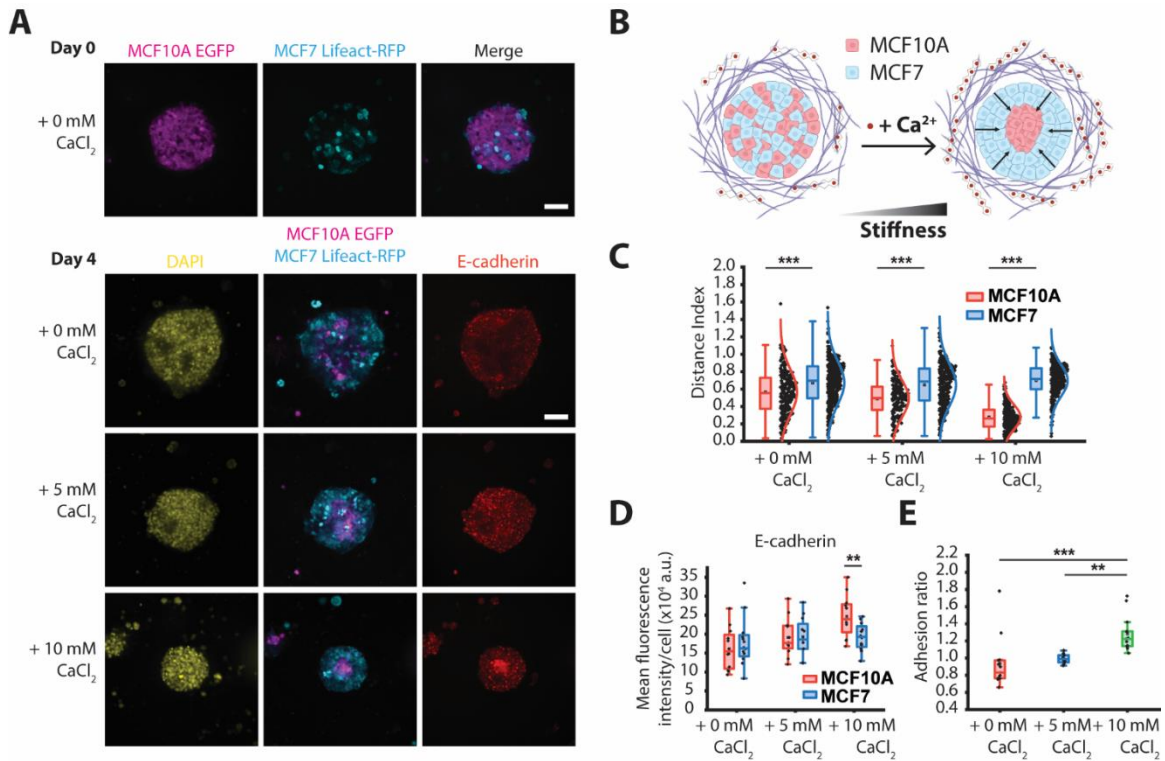 A
Day 0
MCF10A EGFP
MCF7 Lifeact-RFP
Merge
+ 0 mM
CaCl₂
Day 4
DAPI
MCF10A EGFP
MCF7 Lifeact-RFP
E-cadherin
+ 0 mM
CaCl₂
+ 5 mM
CaCl₂
+ 10 mM
CaCl₂
B
MCF10A
MCF7
+ Ca²⁺
Stiffness
C
***
***
***
MCF10A
MCF7
Distance Index
2.0
1.8
1.6
1.4
1.2
1.0
0.8
0.6
0.4
0.2
0.0
+ 0 mM
CaCl₂
+ 5 mM
CaCl₂
+ 10 mM
CaCl₂
D
E-cadherin
**
Mean fluorescence
intensity/cell (x10⁴ a.u.)
35
30
25
20
15
10
5
0
MCF10A
MCF7
+ 0 mM
CaCl₂
+ 5 mM
CaCl₂
+ 10 mM
CaCl₂
E
***
**
Adhesion ratio
2.2
2.0
1.8
1.6
1.4
1.2
1.0
0.8
0.6
0.4
+ 0 mM
CaCl₂
+ 5 mM
CaCl₂
+ 10 mM
CaCl₂